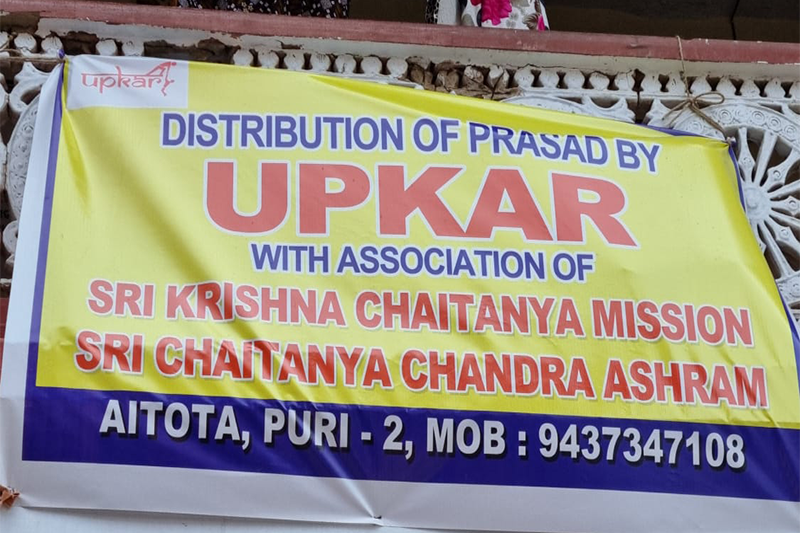 upkar
DISTRIBUTION OF PRASAD BY
UPKAR
WITH ASSOCIATION OF
SRI KRISHNA CHAITANYA MISSION
SRI CHAITANYA CHANDRA ASHRAM
AITOTA, PURI - 2, MOB : 9437347108